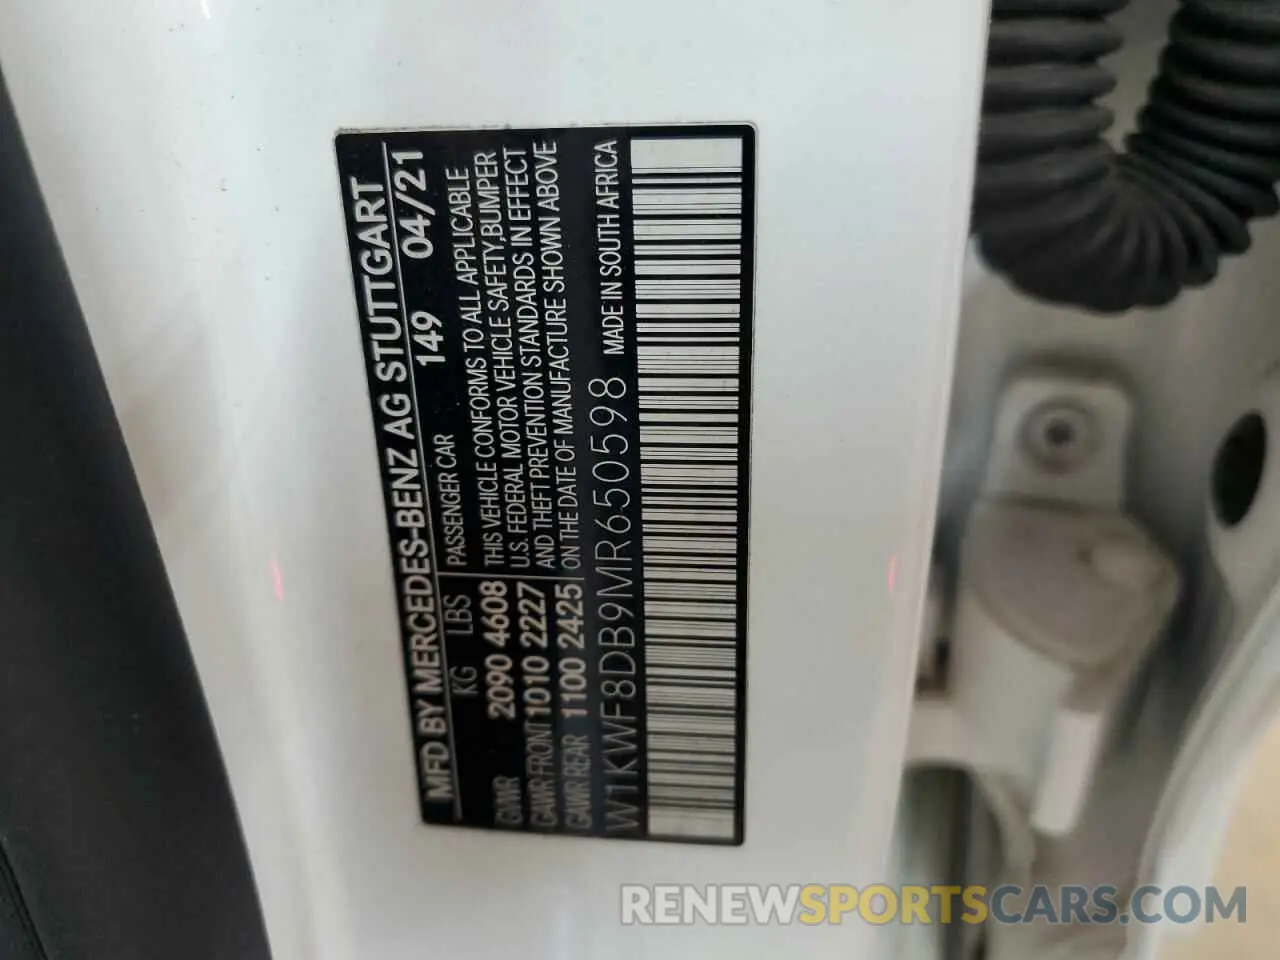 MFD BY MERCEDES-BENZ AG STUTTGART
KG LBS PASSENGER CAR 149 04/21
GVWR 2090 4608 THIS VEHICLE CONFORMS TO ALL APPLICABLE
GAWR FRONT 1010 2227 U.S. FEDERAL MOTOR VEHICLE SAFETY,BUMPER
GAWR REAR 1100 2425 AND THEFT PREVENTION STANDARDS IN EFFECT
ON THE DATE OF MANUFACTURE SHOWN ABOVE
W1KWF8DB9MR650598 MADE IN SOUTH AFRICA
RENEWSPORTSCARS.COM